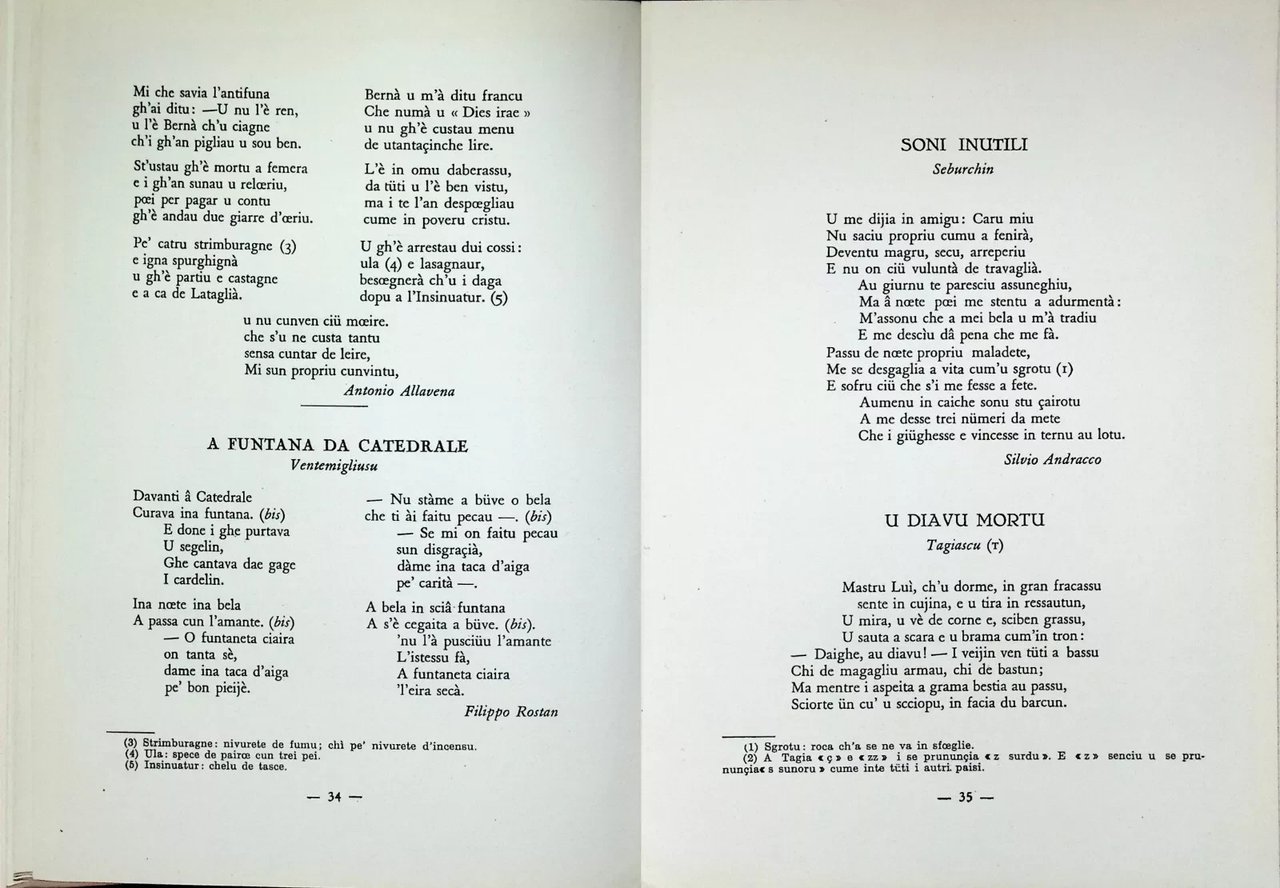 Mi che savia l'antifuna
gh'ai ditu: —U nu l'è ren,
u l'è Bernà ch'u ciagne
ch'i gh'an pigliau u sou ben.
St'ustau gh'è mortu a femera
e i gh'an sunau u relœriu,
pœi per pagar u contu
gh'è andau due giarre d'œriu.
Pe' catru strimburagne (3)
e igna spurghignà
u gh'è partiu e castagne
e a ca de Lataglià.
Bernà u m'à ditu francu
Che numà u « Dies irae »
u nu gh'è custau menu
de utantaçinche lire.
L'è in omu daberassu,
da tüti u l'è ben vistu,
ma i te l'an despœgliau
cume in poveru cristu.
U gh'è arrestau dui cossi:
ula (4) e lasagnaur,
besœgnerà ch'u i daga
dopu a l'Insinuatur. (5)
u nu cunven ciü mœire.
che s'u ne custa tantu
sensa cuntar de leire,
Mi sun propriu cunvintu,
Antonio Allavena
A FUNTANA DA CATEDRALE
Ventemigliusu
Davanti â Catedrale
Curava ina funtana. (bis)
E done i ghe purtava
U segelin,
Ghe cantava dae gage
I cardelin.
Ina nœte ina bela
A passa cun l'amante. (bis)
— O funtaneta ciaira
on tanta sè,
dame ina taca d'aiga
pe' bon pieijè.
— Nu stàme a büve o bela
che ti ài faitu pecau —. (bis)
— Se mi on faitu pecau
sun disgraçià,
dàme ina taca d'aiga
pe' carità —.
A bela in sciâ funtana
A s'è cegaita a büve. (bis).
'nu l'à pusciüu l'amante
L'istessu fà,
A funtaneta ciaira
'l'eira secà.
Filippo Rostan
(3) Strimburagne: nivurete de fumu; chì pe' nivurete d'incensu.
(4) Ula: spece de pairœ cun trei pei.
(5) Insinuatur: chelu de tasce.
— 34 —
SONI INUTILI
Seburchin
U me dijia in amigu: Caru miu
Nu saciu propriu cumu a fenirà,
Deventu magru, secu, arreperiu
E nu on ciü vuluntà de travaglià.
Au giurnu te paresciu assuneghiu,
Ma â nœte pœi me stentu a adurmentà:
M'assonu che a mei bela u m'à tradiu
E me desciu dâ pena che me fà.
Passu de nœte propriu maladete,
Me se desgaglia a vita cum'u sgrotu (1)
E sofru ciü che s'i me fesse a fete.
Aumenu in caiche sonu stu çairotu
A me desse trei nümeri da mete
Che i giüghesse e vincesse in ternu au lotu.
Silvio Andracco
U DIAVU MORTU
Tagiascu (1)
Mastru Luì, ch'u dorme, in gran fracassu
sente in cujina, e u tira in ressautun,
U mira, u vè de corne e, sciben grassu,
U sauta a scara e u brama cum'in tron:
— Daighe, au diavu! — I veijin ven tüti a bassu
Chi de magagliu armau, chi de bastun;
Ma mentre i aspeita a grama bestia au passu,
Sciorte ün cu' u scciopu, in facia du barcun.
(1) Sgrotu: roca ch'a se ne va in sfœglie.
(2) A Tagia « ç » e « zz » i se prununçia « z surdu ». E « z » senciu u se pru-
nunçia« s sunoru » cume inte tüti i autri paisi.
— 35 —